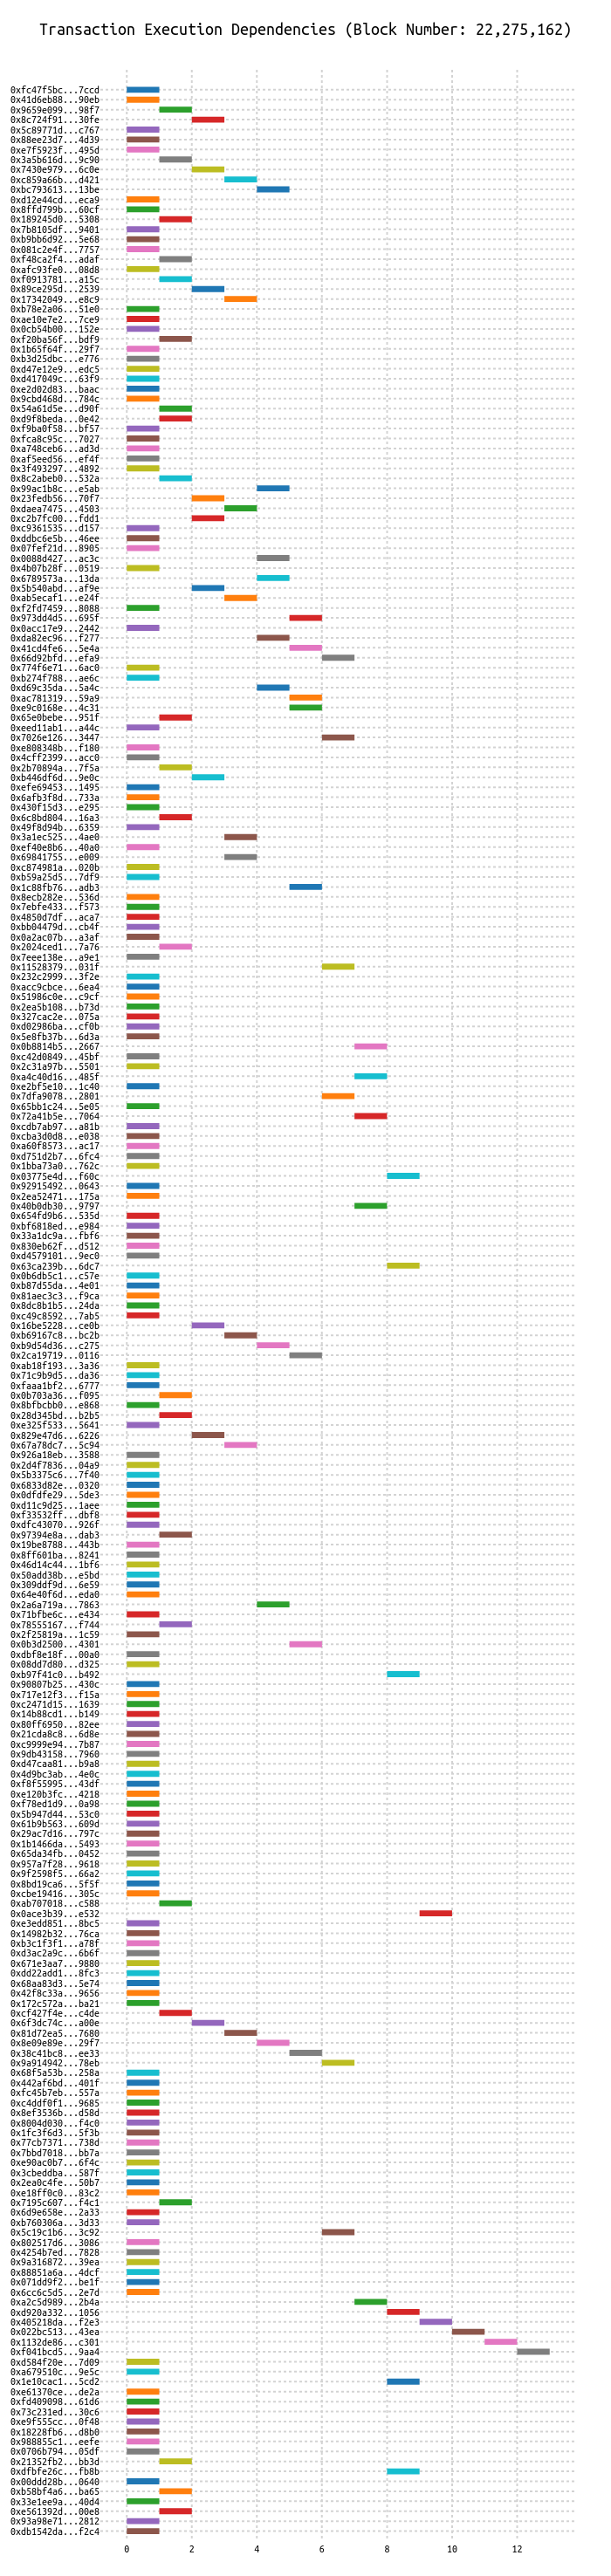 Transaction Execution Dependencies (Block Number: 22,275,162)
0xfc47f5bc...7ccd
0x41d6eb88...90eb
0x9659e099...98f7
0x8c724f91...30fe
0x5c89771d...c767
0x88ee23d7...4d39
0xe7f5923f...495d
0x3a5b616d...9c90
0x7430e979...6c0e
0xc859a66b...d421
0xbc793613...13be
0xd12e44cd...eca9
0x8ffd799b...60cf
0x189245d0...5308
0x7b8105df...9401
0xb9bb6d92...5e68
0x081c2e4f...7757
0xf48ca2f4...adaf
0xafc93fe0...08d8
0xf0913781...a15c
0x89ce295d...2539
0x17342049...e8c9
0xb78e2a06...51e0
0xae10e7e2...7ce9
0x0cb54b00...152e
0xf20ba56f...bdf9
0x1b65f64f...29f7
0xb3d25dbc...e776
0xd47e12e9...edc5
0xd417049c...63f9
0xe2d02d83...baac
0x9cbd468d...784c
0x54a61d5e...d90f
0xd9f8beda...0e42
0xf9ba0f58...bf57
0xfca8c95c...7027
0xa748ceb6...ad3d
0xaf5eed56...ef4f
0x3f493297...4892
0x8c2abeb0...532a
0x99ac1b8c...e5ab
0x23fedb56...70f7
0xdaea7475...4503
0xc2b7fc00...fdd1
0xc9361535...d157
0xddbc6e5b...46ee
0x07fef21d...8905
0x0088d427...ac3c
0x4b07b28f...0519
0x6789573a...13da
0x5b540abd...af9e
0xab5ecaf1...e24f
0xf2fd7459...8088
0x973dd4d5...695f
0x0acc17e9...2442
0xda82ec96...f277
0x41cd4fe6...5e4a
0x66d92bfd...efa9
0x774f6e71...6ac0
0xb274f788...ae6c
0xd69c35da...5a4c
0xac781319...59a9
0xe9c0168e...4c31
0x65e0bebe...951f
0xeed11ab1...a44c
0x7026e126...3447
0xe808348b...f180
0x4cff2399...acc0
0x2b70894a...7f5a
0xb446df6d...9e0c
0xefe69453...1495
0x6afb3f8d...733a
0x430f15d3...e295
0x6c8bd804...16a3
0x49f8d94b...6359
0x3a1ec525...4ae0
0xef40e8b6...40a0
0x69841755...e009
0xc874981a...020b
0xb59a25d5...7df9
0x1c88fb76...adb3
0x8ecb282e...536d
0x7ebfe433...f573
0x4850d7df...aca7
0xbb04479d...cb4f
0x0a2ac07b...a3af
0x2024ced1...7a76
0x7eee138e...a9e1
0x11528379...031f
0x232c2999...3f2e
0xacc9cbce...6ea4
0x51986c0e...c9cf
0x2ea5b108...b73d
0x327cac2e...075a
0xd02986ba...cf0b
0x5e8fb37b...6d3a
0x0b8814b5...2667
0xc42d0849...45bf
0x2c31a97b...5501
0xa4c40d16...485f
0xe2bf5e10...1c40
0x7dfa9078...2801
0x65bb1c24...5e05
0x72a41b5e...7064
0xcdb7ab97...a81b
0xcba3d0d8...e038
0xa60f8573...ac17
0xd751d2b7...6fc4
0x1bba73a0...762c
0x03775e4d...f60c
0x92915492...0643
0x2ea52471...175a
0x40b0db30...9797
0x654fd9b6...535d
0xbf6818ed...e984
0x33a1dc9a...fbf6
0x830eb62f...d512
0xd4579101...9ec0
0x63ca239b...6dc7
0x0b6db5c1...c57e
0xb87d55da...4e01
0x81aec3c3...f9ca
0x8dc8b1b5...24da
0xc49c8592...7ab5
0x16be5228...ce0b
0xb69167c8...bc2b
0xb9d54d36...c275
0x2ca19719...0116
0xab18f193...3a36
0x71c9b9d5...da36
0xfaaa1bf2...6777
0x0b703a36...f095
0x8bfbcbb0...e868
0x28d345bd...b2b5
0xe325f533...5641
0x829e47d6...6226
0x67a78dc7...5c94
0x926a18eb...3588
0x2d4f7836...04a9
0x5b3375c6...7f40
0x6833d82e...0320
0x0dfdfe29...5de3
0xd11c9d25...1aee
0xf33532ff...dbf8
0xdfc43070...926f
0x97394e8a...dab3
0x19be8788...443b
0x8ff601ba...8241
0x46d14c44...1bf6
0x50add38b...e5bd
0x309ddf9d...6e59
0x64e40f6d...eda0
0x2a6a719a...7863
0x71bfbe6c...e434
0x78555167...f744
0x2f25819a...1c59
0x0b3d2500...4301
0xdbf8e18f...00a0
0x08dd7d80...d325
0xb97f41c0...b492
0x90807b25...430c
0x717e12f3...f15a
0xc2471d15...1639
0x14b88cd1...b149
0x80ff6950...82ee
0x21cda8c8...6d8e
0xc9999e94...7b87
0x9db43158...7960
0xd47caa81...b9a8
0x4d9bc3ab...4e0c
0xf8f55995...43df
0xe120b3fc...4218
0xf78ed1d9...0a98
0x5b947d44...53c0
0x61b9b563...609d
0x29ac7d16...797c
0x1b1466da...5493
0x65da34fb...0452
0x957a7f28...9618
0x9f2598f5...66a2
0x8bd19ca6...5f5f
0xcbe19416...305c
0xab707018...c588
0x0ace3b39...e532
0xe3edd851...8bc5
0x14982b32...76ca
0xb3c1f3f1...a78f
0xd3ac2a9c...6b6f
0x671e3aa7...9880
0xdd22add1...8fc3
0x68aa83d3...5e74
0x42f8c33a...9656
0x172c572a...ba21
0xcf427f4e...c4de
0x6f3dc74c...a00e
0x81d72ea5...7680
0x8e09e89e...29f7
0x38c41bc8...ee33
0x9a914942...78eb
0x68f5a53b...258a
0x442af6bd...401f
0xfc45b7eb...557a
0xc4ddf0f1...9685
0x8ef3536b...d58d
0x8004d030...f4c0
0x1fc3f6d3...5f3b
0x77cb7371...738d
0x7bbd7018...bb7a
0xe90ac0b7...6f4c
0x3cbeddba...587f
0x2ea0c4fe...50b7
0xe18ff0c0...83c2
0x7195c607...f4c1
0x6d9e658e...2a33
0xb760306a...3d33
0x5c19c1b6...3c92
0x802517d6...3086
0x4254b7ed...7828
0x9a316872...39ea
0x88851a6a...4dcf
0x071dd9f2...be1f
0x6cc6c5d5...2e7d
0xa2c5d989...2b4a
0xd920a332...1056
0x405218da...f2e3
0x022bc513...43ea
0x1132de86...c301
0xf041bcd5...9aa4
0xd584f20e...7d09
0xa679510c...9e5c
0x1e10cac1...5cd2
0xe61370ce...de2a
0xfd409098...61d6
0x73c231ed...30c6
0xe9f555cc...0f48
0x18228fb6...d8b0
0x988855c1...eefe
0x0706b794...05df
0x21352fb2...bb3d
0xdfbfe26c...fb8b
0x00ddd28b...0640
0xb58bf4a6...ba65
0x33e1ee9a...40d4
0xe561392d...00e8
0x93a98e71...2812
0xdb1542da...f2c4
0 2 4 6 8 10 12